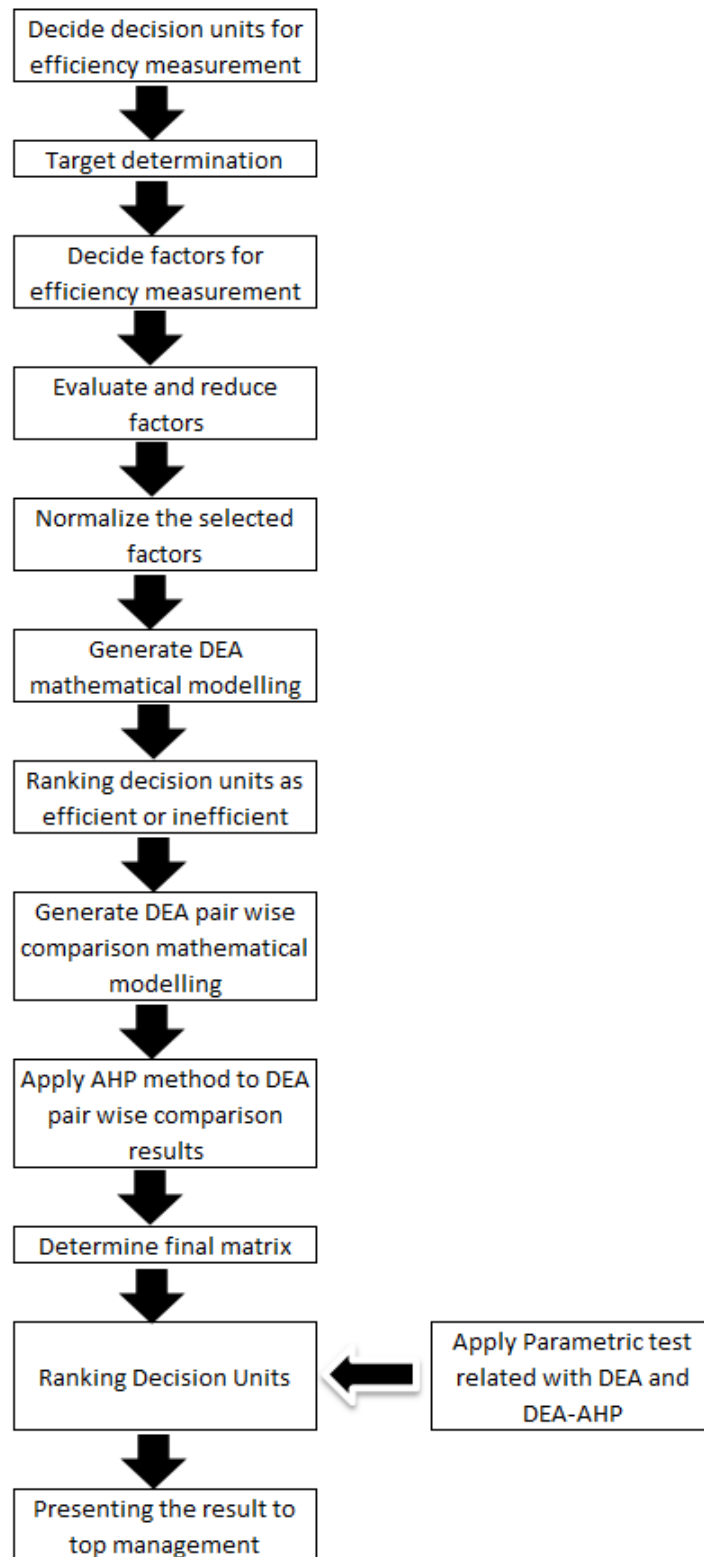 Decide decision units for
efficiency measurement
Target determination
Decide factors for
efficiency measurement
Evaluate and reduce
factors
Normalize the selected
factors
Generate DEA
mathematical modelling
Ranking decision units as
efficient or inefficient
Generate DEA pair wise
comparison mathematical
modelling
Apply AHP method to DEA
pair wise comparison
results
Determine final matrix
Ranking Decision Units
Apply Parametric test
related with DEA and
DEA-AHP
Presenting the result to
top management